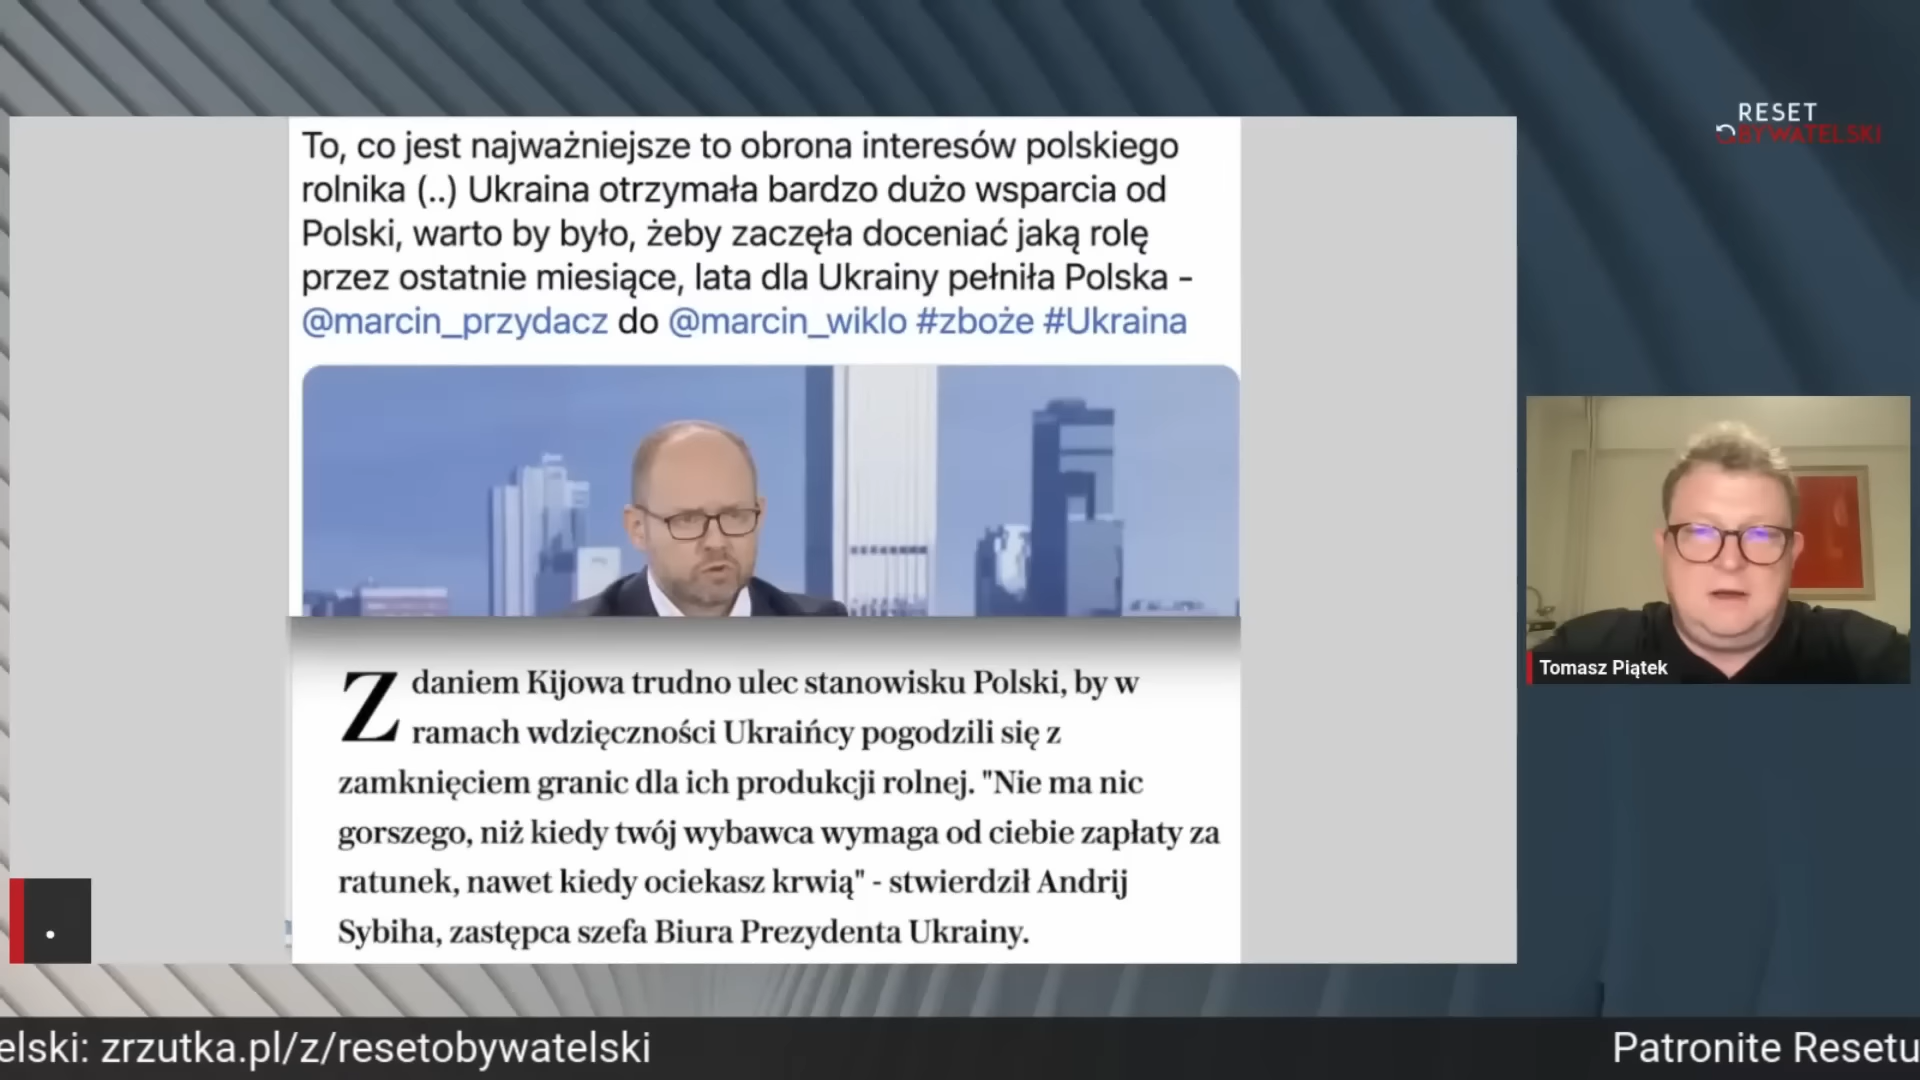 To, co jest najważniejsze to obrona interesów polskiego
rolnika (..) Ukraina otrzymała bardzo dużo wsparcia od
Polski, warto by było, żeby zaczęła doceniać jaką rolę
przez ostatnie miesiące, lata dla Ukrainy pełniła Polska -
@marcin_przydacz do @marcin_wiklo #zboże #Ukraina
Zdaniem Kijowa trudno ulec stanowisku Polski, by w
ramach wdzięczności Ukraińcy pogodzili się z
zamknięciem granic dla ich produkcji rolnej. "Nie ma nic
gorszego, niż kiedy twój wybawca wymaga od ciebie zapłaty za
ratunek, nawet kiedy ociekasz krwią" - stwierdził Andrij
Sybiha, zastępca szefa Biura Prezydenta Ukrainy.
RESET
OBYWATELSKI
Tomasz Piątek
.
elski: zrzutka.pl/z/resetobywatelski
Patronite Resetu